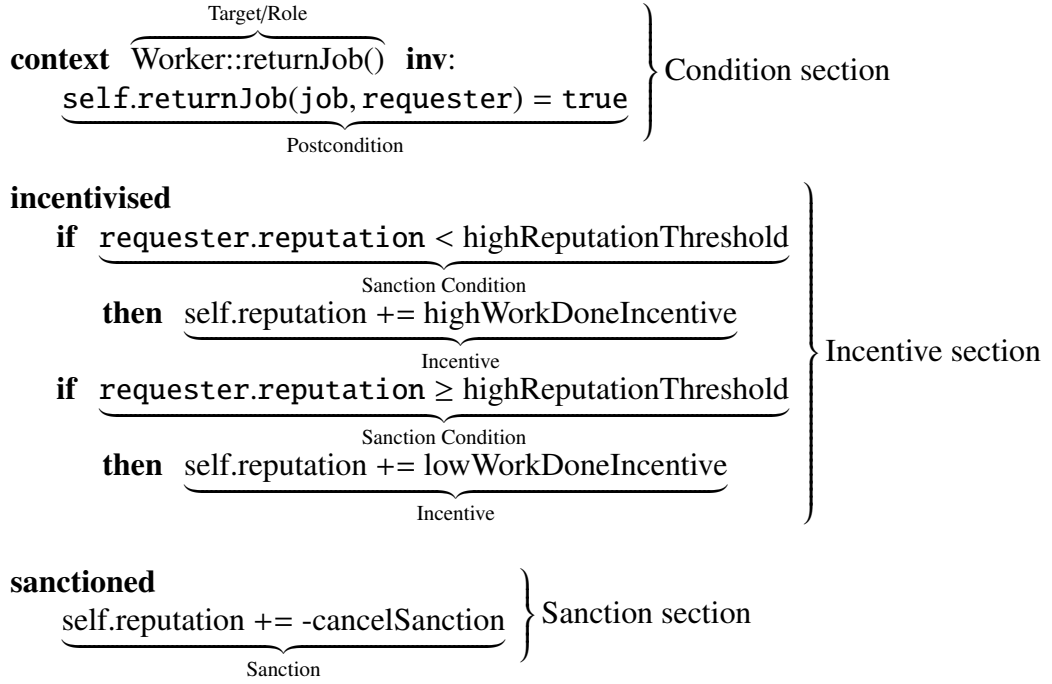 Target/Role
context Worker::returnJob() inv:
self.returnJob(job,requester) = true
Postcondition
Condition section
incentivised
if requester.reputation < highReputationThreshold
Sanction Condition
then self.reputation += highWorkDoneIncentive
Incentive
if requester.reputation ≥ highReputationThreshold
Sanction Condition
then self.reputation += lowWorkDoneIncentive
Incentive
Incentive section
sanctioned
self.reputation += -cancelSanction
Sanction
Sanction section